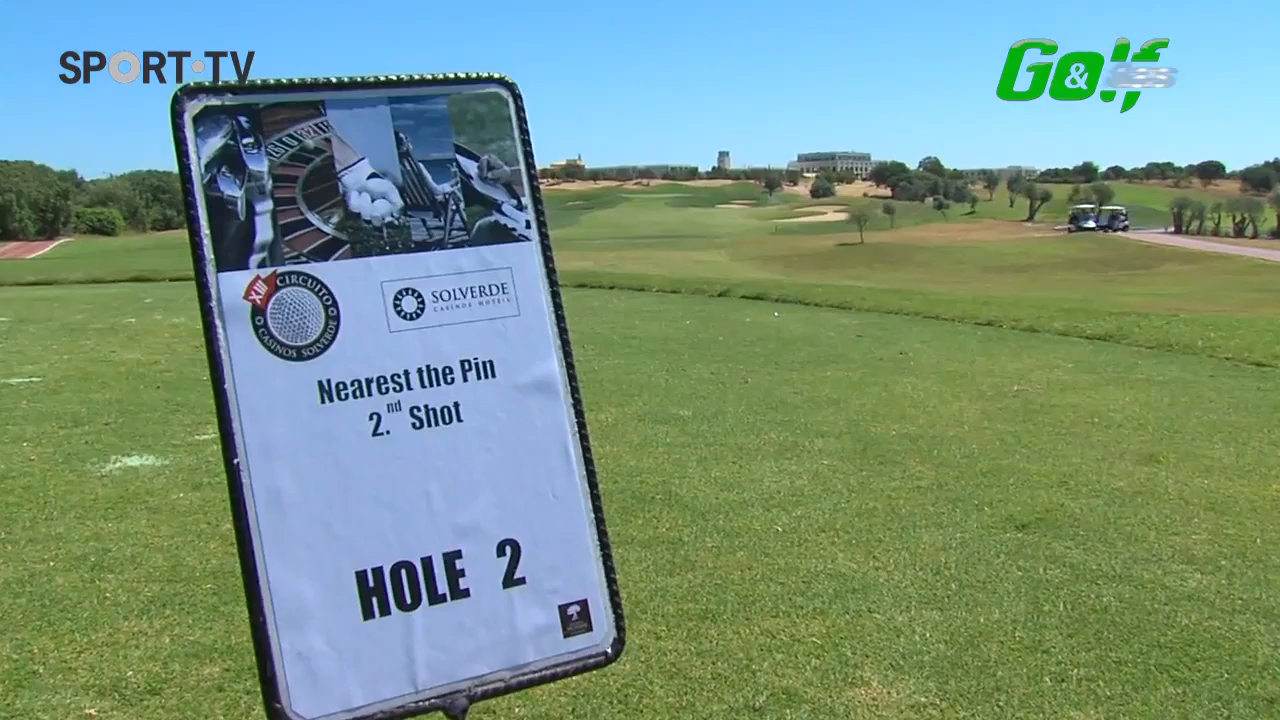 SPORT·TV
Go&lf
XIII CIRCUITO
CASINOS SOLVERDE
SOLVERDE
CASINOS HOTEIS
Nearest the Pin
2.nd Shot
HOLE 2